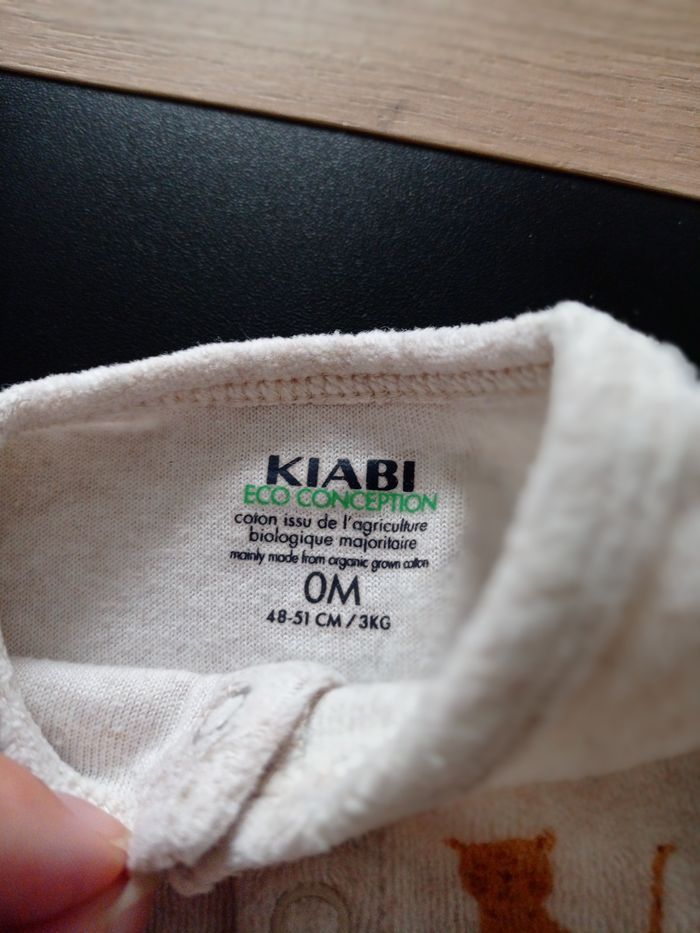 KIABI
ECO CONCEPTION
coton issu de l'agriculture
biologique majoritaire
mainly made from organic grown cotton
0M
48-51 CM / 3KG